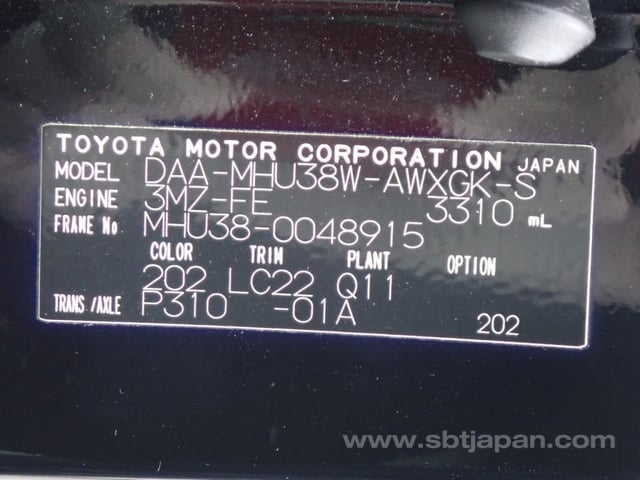 TOYOTA MOTOR CORPORATION JAPAN
MODEL DAA-MHU38W-AWXGK-S
ENGINE 3MZ-FE 3310 mL
FRAME No MHU38-0048915
COLOR TRIM PLANT OPTION
202 LC22 Q11
TRANS/AXLE P310 -01A
202
www.sbtjapan.com